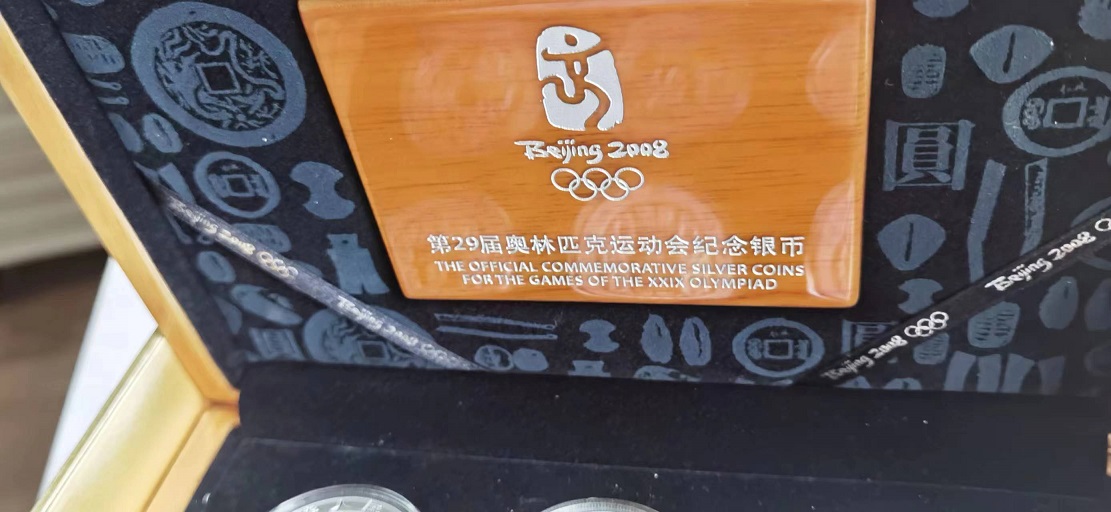 Beijing 2008
第29届奥林匹克运动会纪念银币
THE OFFICIAL COMMEMORATIVE SILVER COINS
FOR THE GAMES OF THE XXIX OLYMPIAD
圓
Beijing 2008
Beijing 2008
Beijing 2008
Beijing 2008